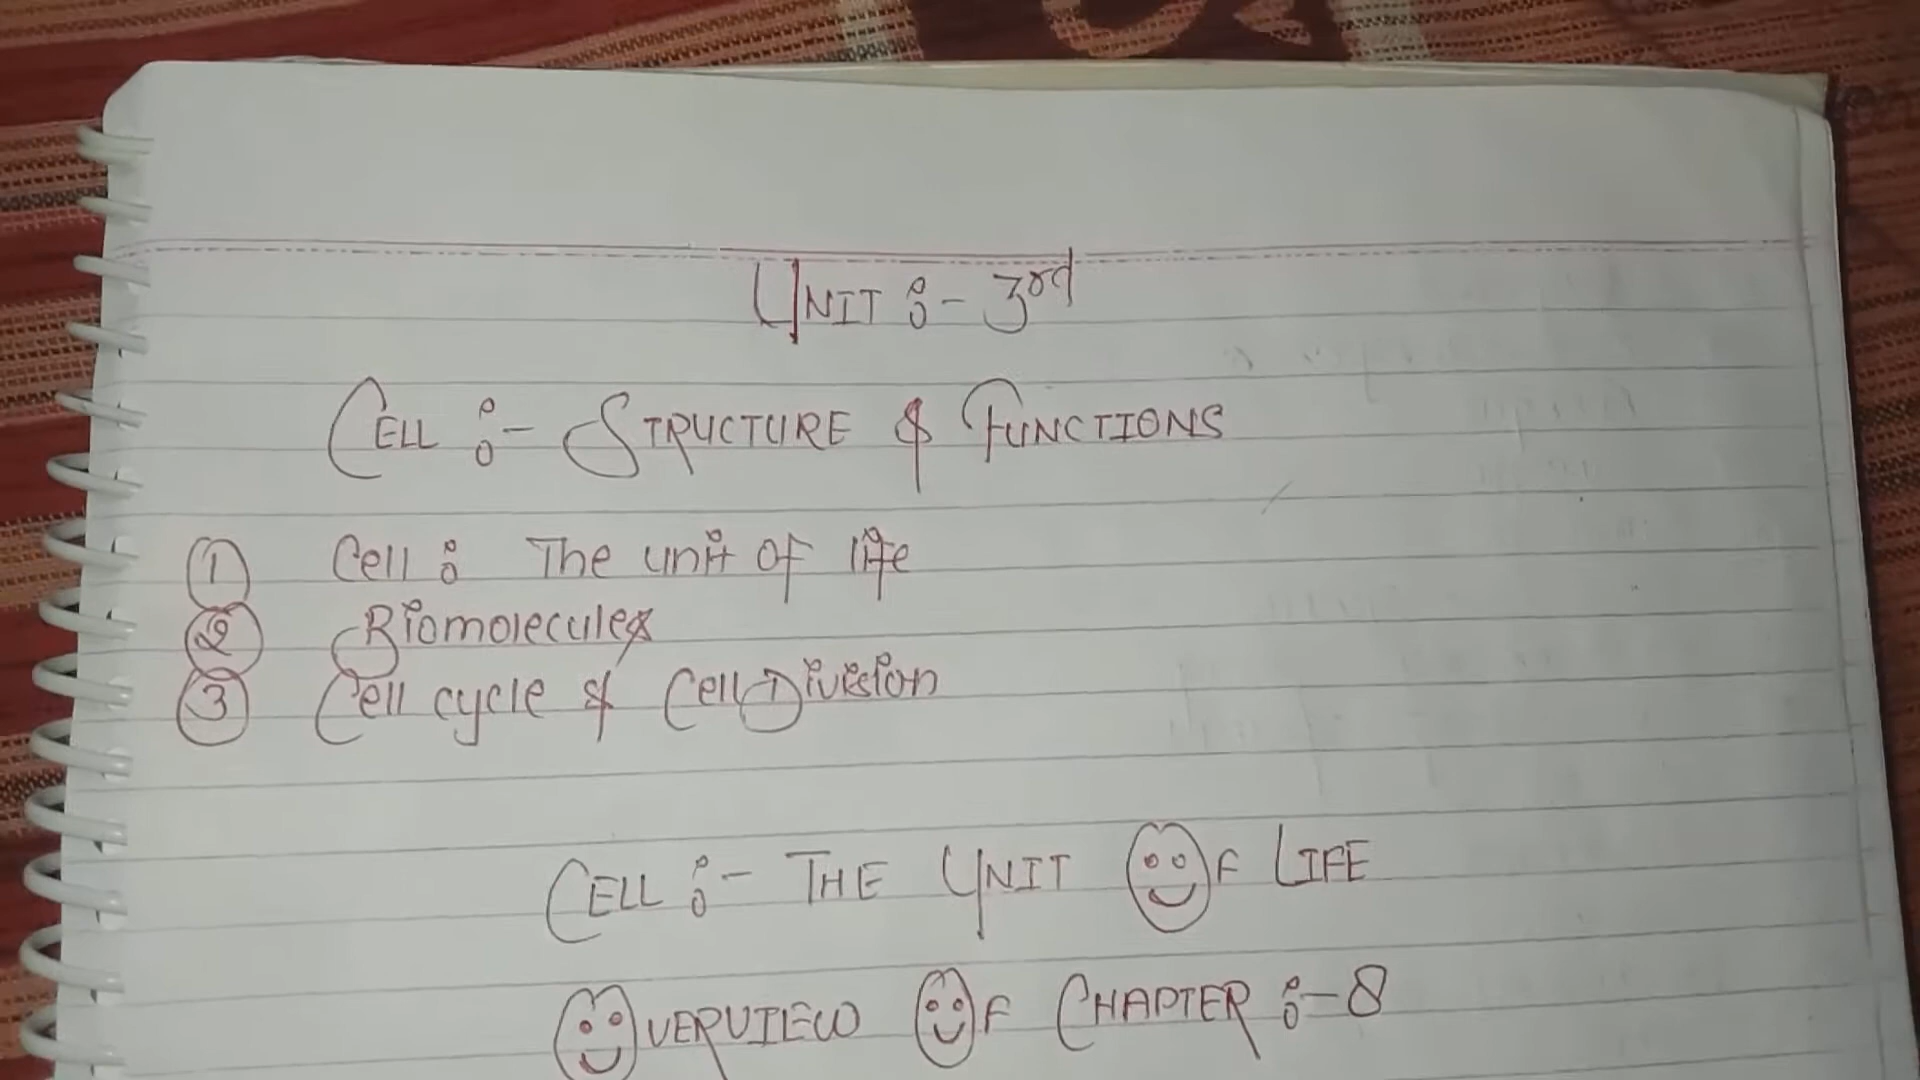 UNIT :- 3rd
CELL :- STRUCTURE & FUNCTIONS
① Cell : The unit of life
② Biomolecules
③ Cell cycle & Cell Division
CELL :- THE UNIT OF LIFE
OVERVIEW OF CHAPTER :- 8